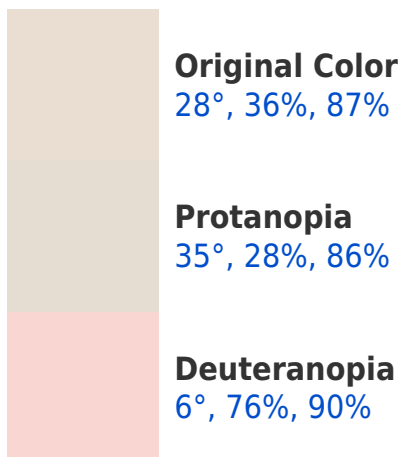 Original Color
28°, 36%, 87%
Protanopia
35°, 28%, 86%
Deuteranopia
6°, 76%, 90%